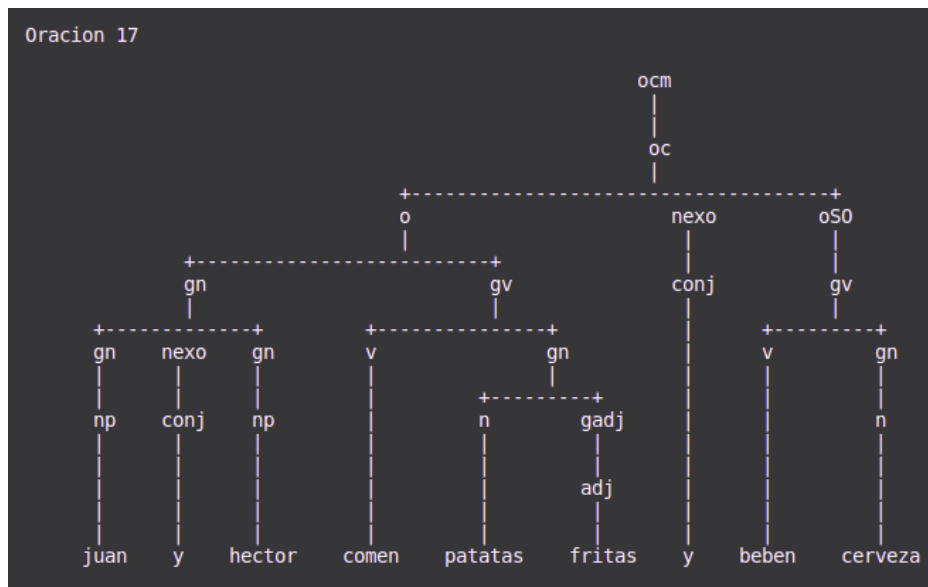 Oracion 17
ocm
oc
o nexo oSO
gn gv conj gv
gn nexo gn v gn v gn
np conj np n gadj n
adj
juan y hector comen patatas fritas y beben cerveza